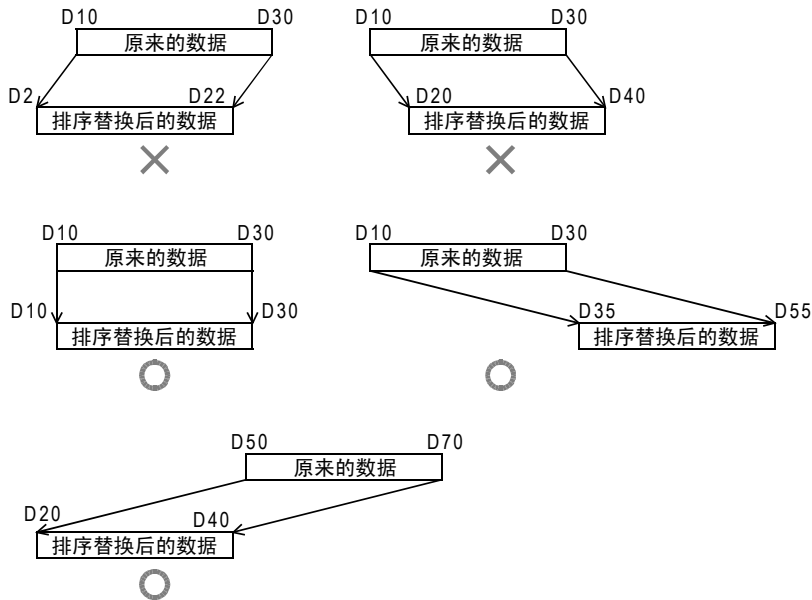 D10 D30 D10 D30
原来的数据 原来的数据
D2 D22 D20 D40
排序替换后的数据 排序替换后的数据
D10 D30 D10 D30
原来的数据 原来的数据
D10 D30 D35 D55
排序替换后的数据 排序替换后的数据
D50 D70
原来的数据
D20 D40
排序替换后的数据